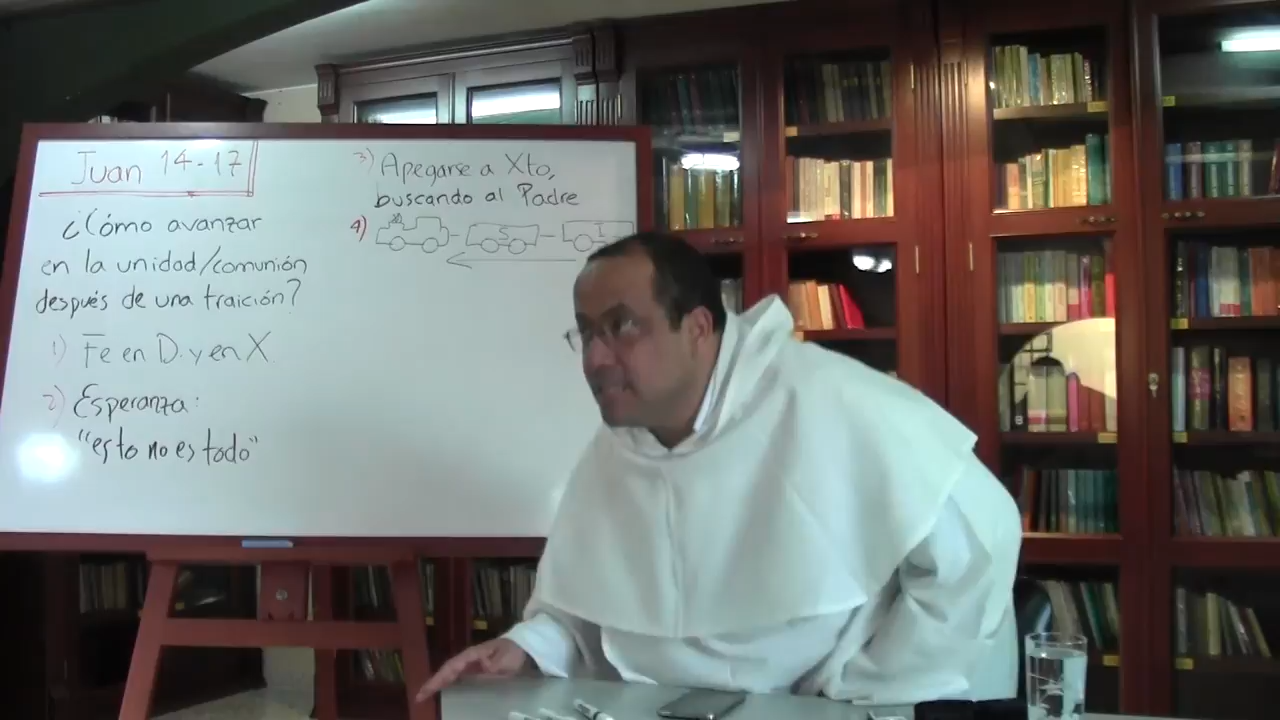 Juan 14-17
¿Cómo avanzar
en la unidad/comunión
después de una traición?
1) Fe en D. y en X
2) Esperanza:
"esto no es todo"
3) Apegarse a Xto,
buscando al Padre
4) S I